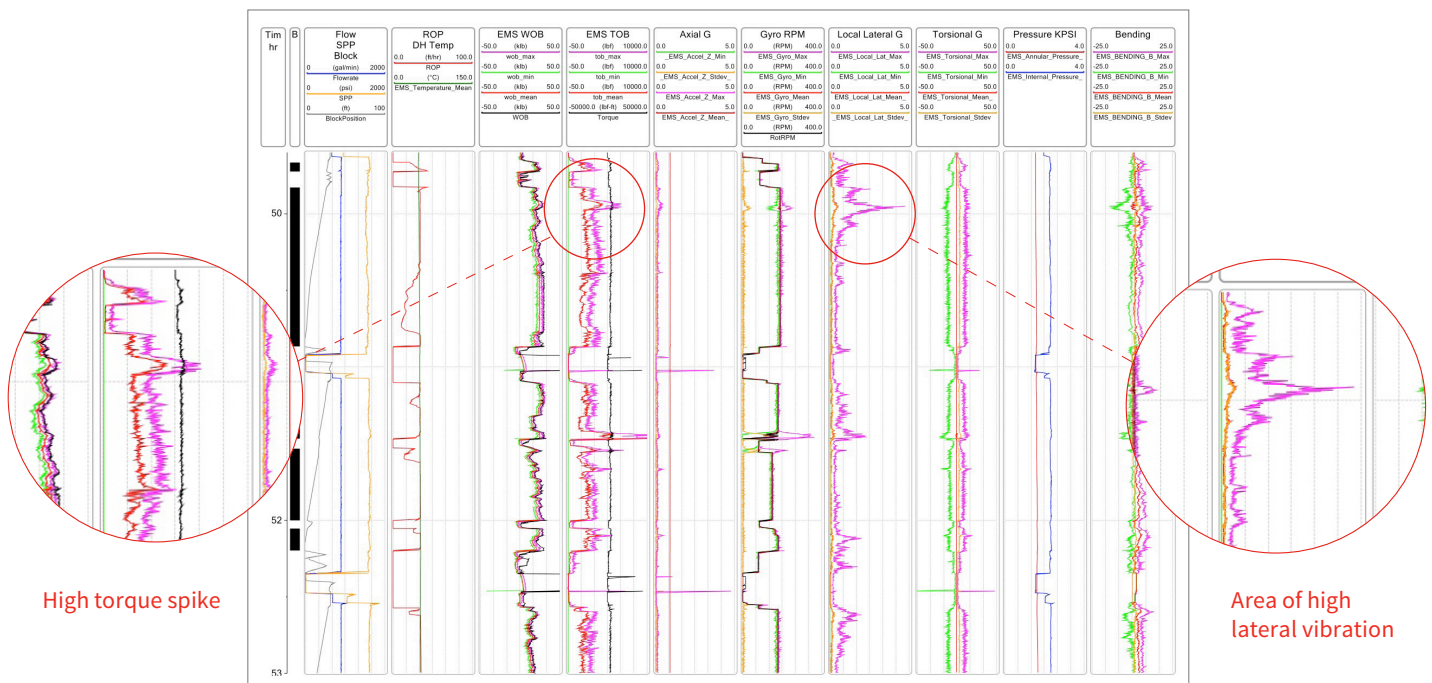 Tim
hr
B
Flow
SPP
Block
0 (gal/min) 2000
Flowrate
0 (psi) 2000
SPP
0 (ft) 100
BlockPosition
ROP
DH Temp
0.0 (ft/hr) 100.0
ROP
0.0 (°C) 150.0
EMS_Temperature_Mean
EMS WOB
-50.0 (klb) 50.0
wob_max
-50.0 (klb) 50.0
wob_min
-50.0 (klb) 50.0
wob_mean
-50.0 (klb) 50.0
WOB
EMS TOB
-50.0 (lbf) 10000.0
tob_max
-50.0 (lbf) 10000.0
tob_min
-50.0 (lbf) 10000.0
tob_mean
-50000.0 (lbf-ft) 50000.0
Torque
Axial G
0.0 5.0
_EMS_Accel_Z_Min
0.0 5.0
_EMS_Accel_Z_Stdev_
0.0 5.0
EMS_Accel_Z_Max
0.0 5.0
EMS_Accel_Z_Mean_
Gyro RPM
0.0 (RPM) 400.0
EMS_Gyro_Max
0.0 (RPM) 400.0
EMS_Gyro_Min
0.0 (RPM) 400.0
EMS_Gyro_Mean
0.0 (RPM) 400.0
EMS_Gyro_Stdev
0.0 (RPM) 400.0
RotRPM
Local Lateral G
0.0 5.0
EMS_Local_Lat_Max
0.0 5.0
EMS_Local_Lat_Min
0.0 5.0
EMS_Local_Lat_Mean_
0.0 5.0
_EMS_Local_Lat_Stdev_
Torsional G
-50 50.0
EMS_Torsional_Max
-50 50.0
EMS_Torsional_Min
-50 50.0
EMS_Torsional_Mean_
-50 50.0
EMS_Torsional_Stdev
Pressure KPSI
0.0 4.0
EMS_Annular_Pressure_
0.0 4.0
EMS_Internal_Pressure_
Bending
-25.0 25.0
EMS_BENDING_B_Max
-25.0 25.0
EMS_BENDING_B_Min
-25.0 25.0
EMS_BENDING_B_Mean
-25.0 25.0
EMS_BENDING_B_Stdev
50
52
53
High torque spike
Area of high
lateral vibration